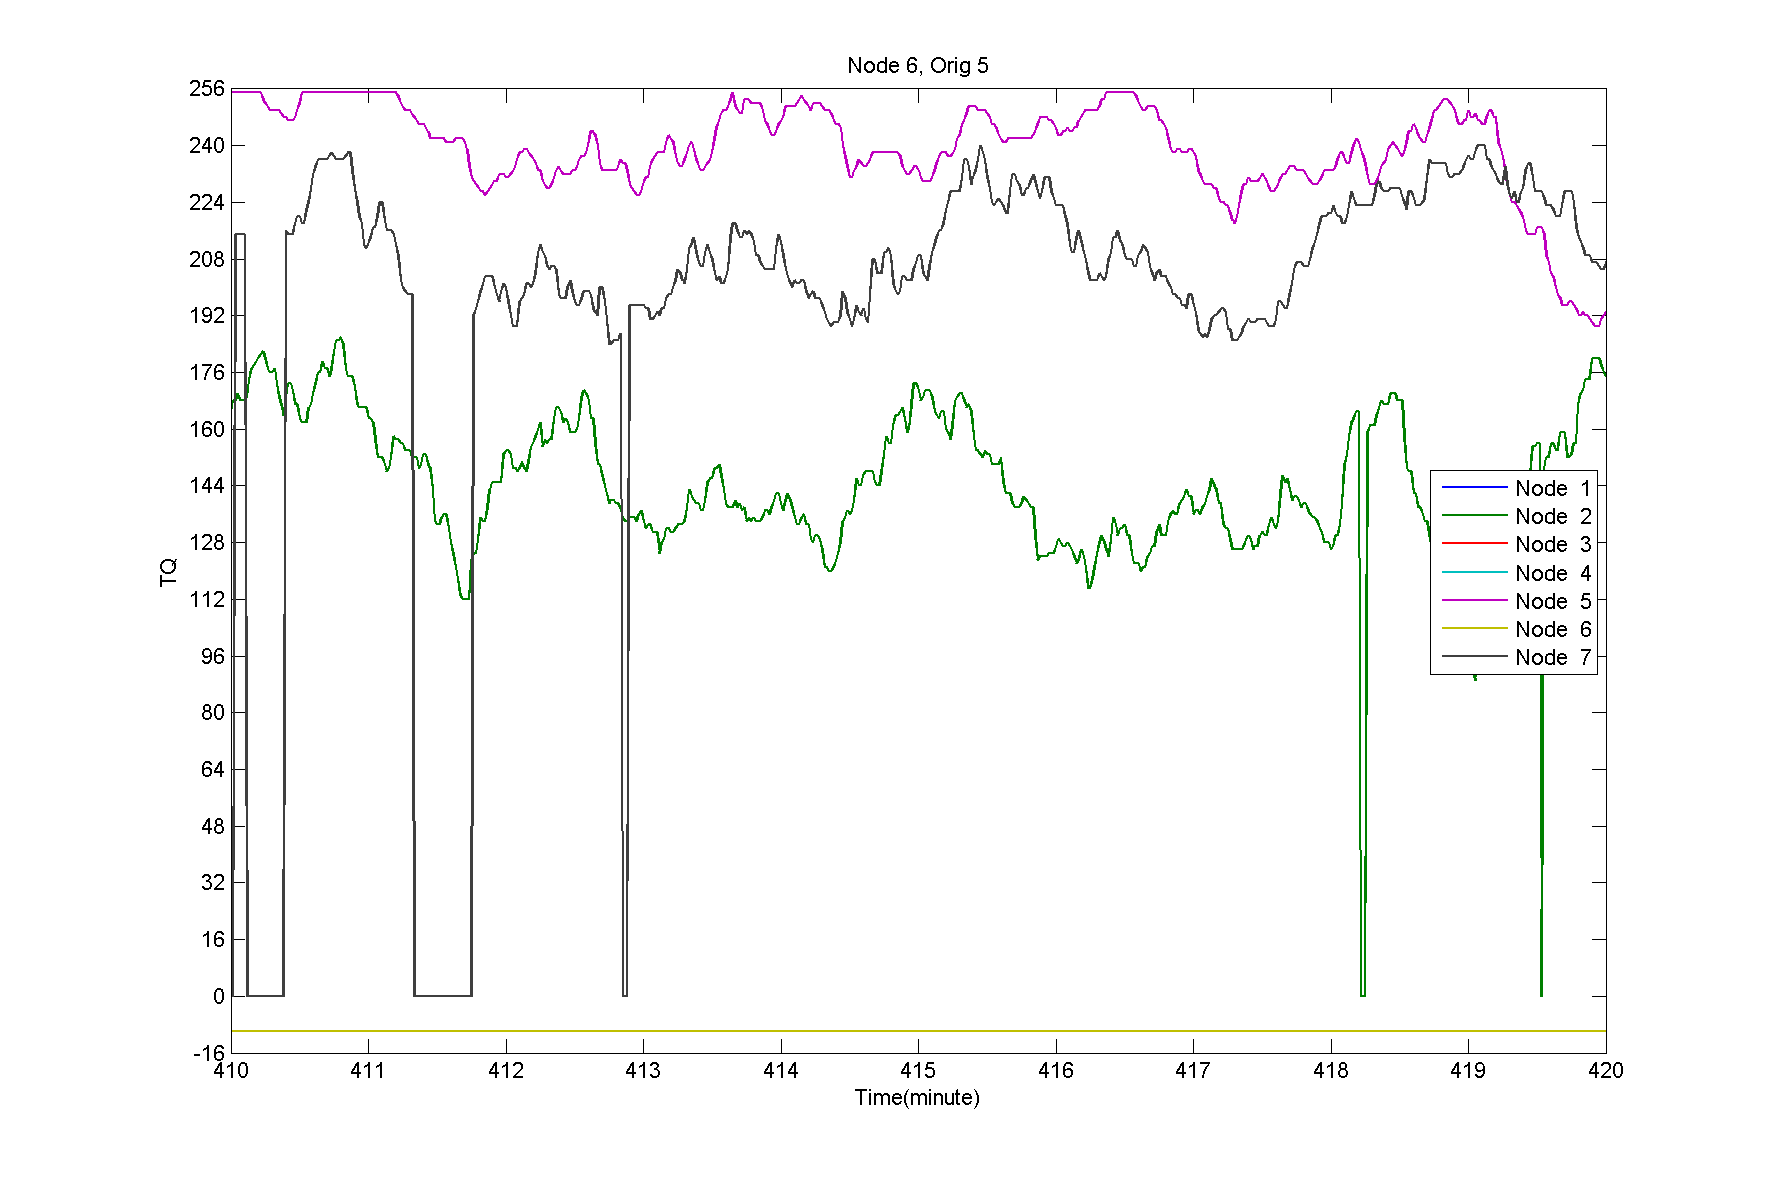 Node 6, Orig 5
256
240
224
208
192
176
160
144
128
112
96
80
64
48
32
16
0
-16
TQ
Node 1
Node 2
Node 3
Node 4
Node 5
Node 6
Node 7
410 411 412 413 414 415 416 417 418 419 420
Time(minute)